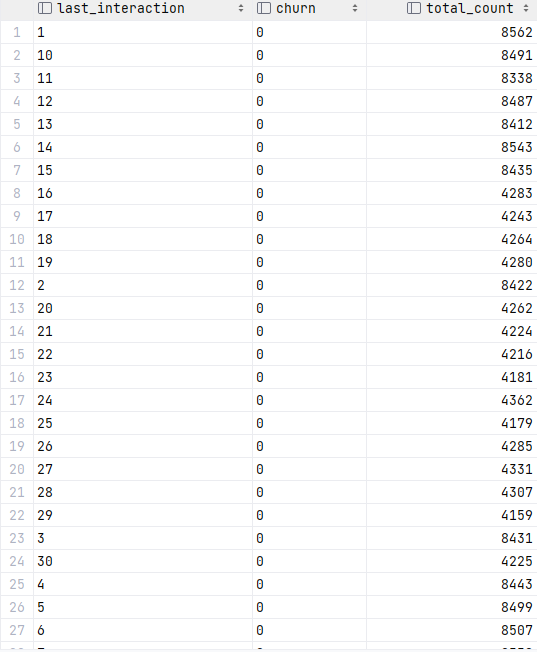 last_interaction churn total_count
1 1 0 8562
2 10 0 8491
3 11 0 8338
4 12 0 8487
5 13 0 8412
6 14 0 8543
7 15 0 8435
8 16 0 4283
9 17 0 4243
10 18 0 4264
11 19 0 4280
12 2 0 8422
13 20 0 4262
14 21 0 4224
15 22 0 4216
16 23 0 4181
17 24 0 4362
18 25 0 4179
19 26 0 4285
20 27 0 4331
21 28 0 4307
22 29 0 4159
23 3 0 8431
24 30 0 4225
25 4 0 8443
26 5 0 8499
27 6 0 8507